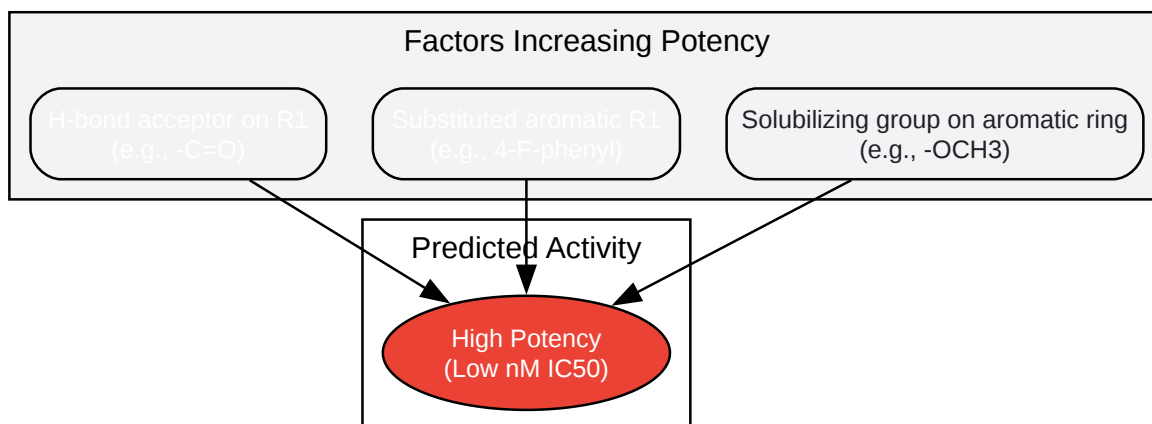 Factors Increasing Potency
H-bond acceptor on R1
(e.g., -C=O)
Substituted aromatic R1
(e.g., 4-F-phenyl)
Solubilizing group on aromatic ring
(e.g., -OCH3)
Predicted Activity
High Potency
(Low nM IC50)